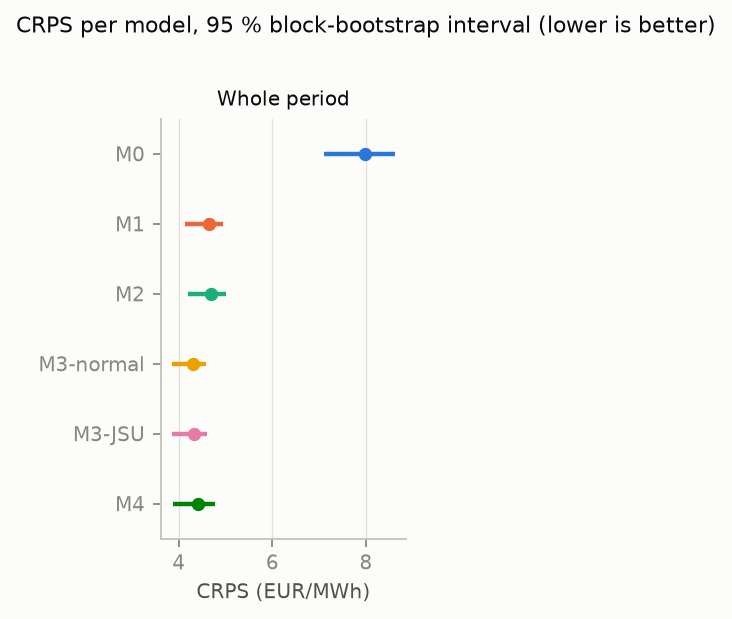 CRPS per model, 95 % block-bootstrap interval (lower is better)
Whole period
M0
M1
M2
M3-normal
M3-JSU
M4
4 6 8
CRPS (EUR/MWh)